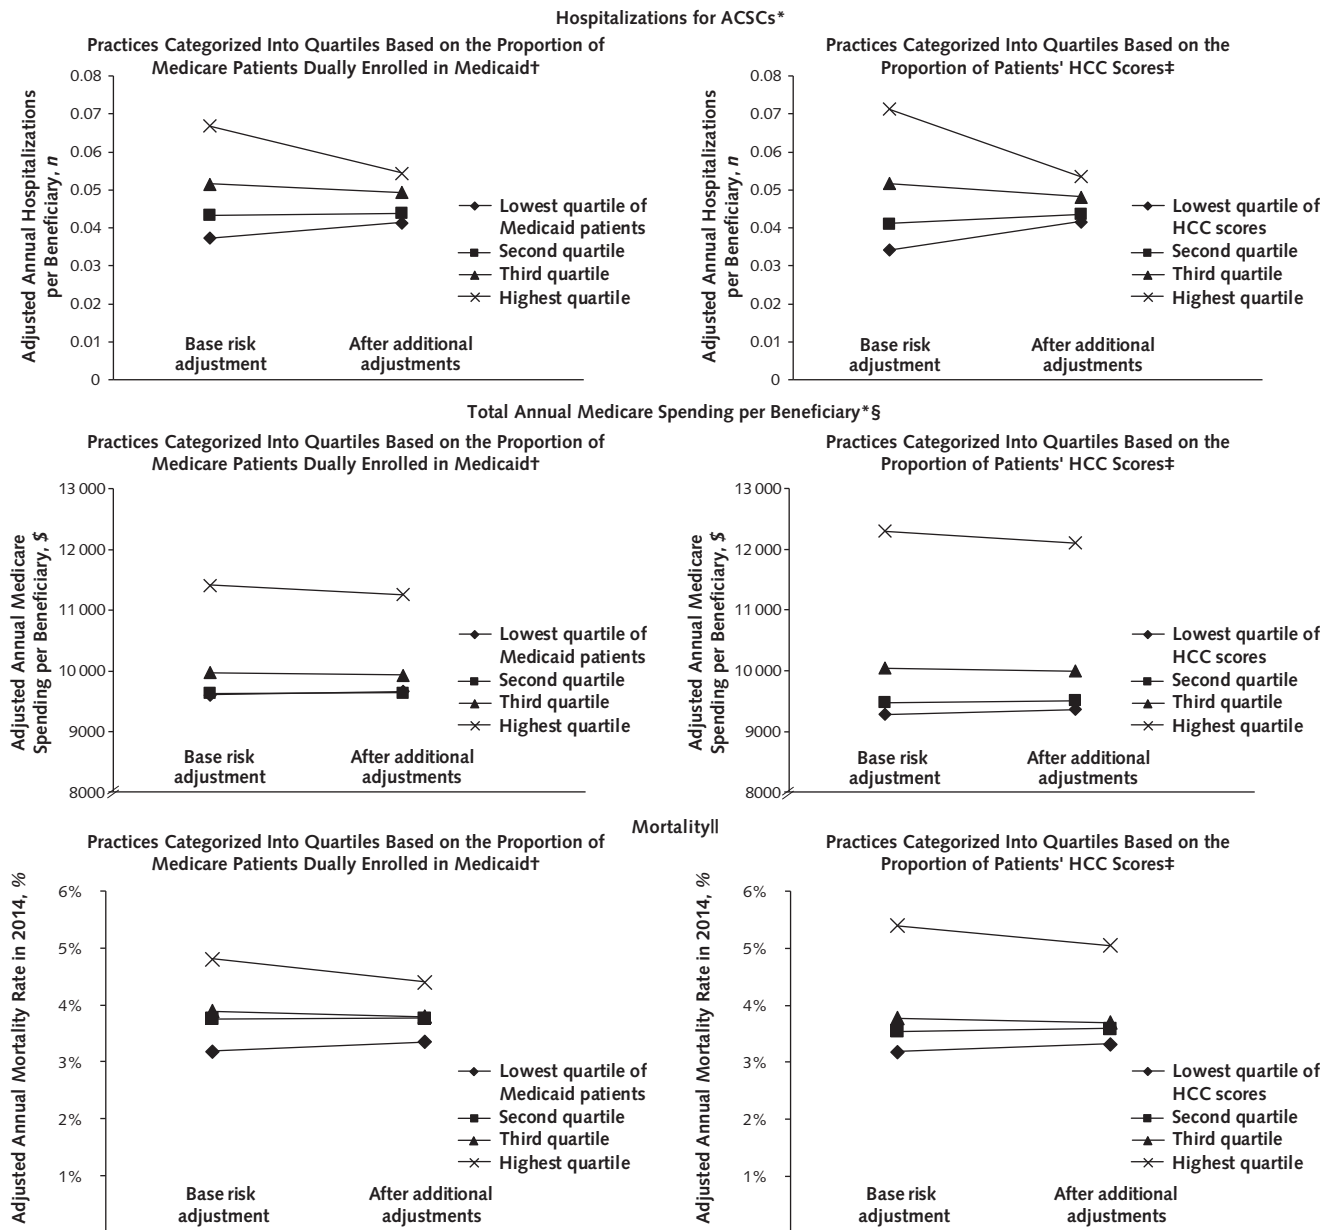 Hospitalizations for ACSCs*
Practices Categorized Into Quartiles Based on the Proportion of
Medicare Patients Dually Enrolled in Medicaid†
Adjusted Annual Hospitalizations
per Beneficiary, n
0.08
0.07
0.06
0.05
0.04
0.03
0.02
0.01
0
Base risk
adjustment
After additional
adjustments
Lowest quartile of
Medicaid patients
Second quartile
Third quartile
Highest quartile
Practices Categorized Into Quartiles Based on the
Proportion of Patients' HCC Scores‡
Adjusted Annual Hospitalizations
per Beneficiary, n
0.08
0.07
0.06
0.05
0.04
0.03
0.02
0.01
0
Base risk
adjustment
After additional
adjustments
Lowest quartile of
HCC scores
Second quartile
Third quartile
Highest quartile
Total Annual Medicare Spending per Beneficiary*§
Practices Categorized Into Quartiles Based on the Proportion of
Medicare Patients Dually Enrolled in Medicaid†
Adjusted Annual Medicare
Spending per Beneficiary, $
13 000
12 000
11 000
10 000
9000
8000
Base risk
adjustment
After additional
adjustments
Lowest quartile of
Medicaid patients
Second quartile
Third quartile
Highest quartile
Practices Categorized Into Quartiles Based on the
Proportion of Patients' HCC Scores‡
Adjusted Annual Medicare
Spending per Beneficiary, $
13 000
12 000
11 000
10 000
9000
8000
Base risk
adjustment
After additional
adjustments
Lowest quartile of
HCC scores
Second quartile
Third quartile
Highest quartile
Mortality||
Practices Categorized Into Quartiles Based on the Proportion of
Medicare Patients Dually Enrolled in Medicaid†
Adjusted Annual Mortality Rate in 2014, %
6%
5%
4%
3%
2%
1%
Base risk
adjustment
After additional
adjustments
Lowest quartile of
Medicaid patients
Second quartile
Third quartile
Highest quartile
Practices Categorized Into Quartiles Based on the
Proportion of Patients' HCC Scores‡
Adjusted Annual Mortality Rate in 2014, %
6%
5%
4%
3%
2%
1%
Base risk
adjustment
After additional
adjustments
Lowest quartile of
HCC scores
Second quartile
Third quartile
Highest quartile